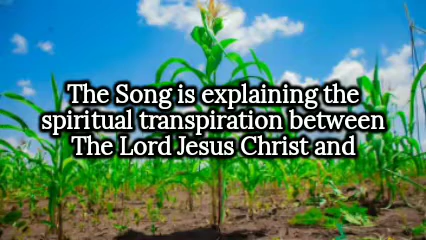 The Song is explaining the
spiritual transpiration between
The Lord Jesus Christ and